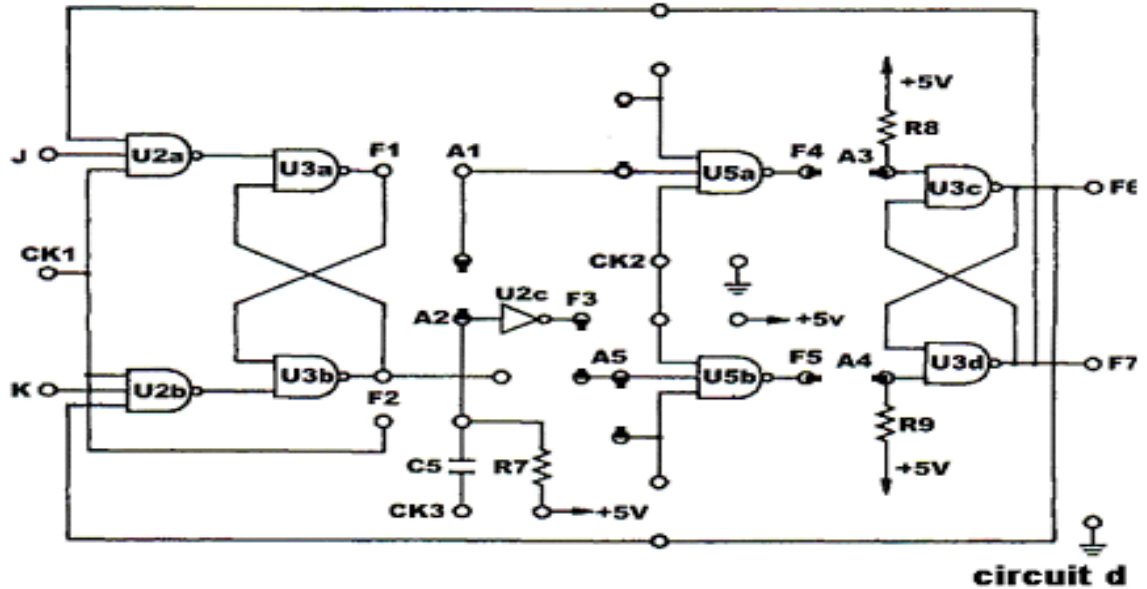 +5V
R8
J
U2a
U3a
F1
A1
U5a
F4
A3
U3c
F6
CK1
CK2
U2c
F3
A2
+5v
K
U2b
U3b
A5
U5b
F5
A4
U3d
F7
F2
C5
R7
R9
CK3
+5V
+5V
circuit d